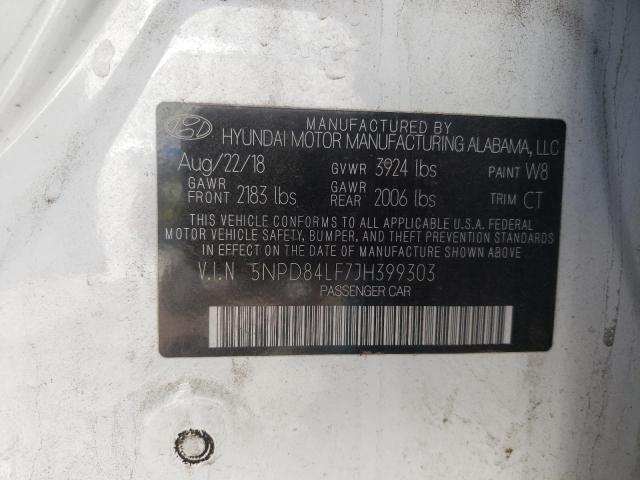 MANUFACTURED BY
HYUNDAI MOTOR MANUFACTURING ALABAMA, LLC
Aug/22/18 GVWR 3924 lbs PAINT W8
GAWR FRONT 2183 lbs GAWR REAR 2006 lbs TRIM CT
THIS VEHICLE CONFORMS TO ALL APPLICABLE U.S.A. FEDERAL
MOTOR VEHICLE SAFETY, BUMPER, AND THEFT PREVENTION STANDARDS
IN EFFECT ON THE DATE OF MANUFACTURE SHOWN ABOVE.
V.I.N 5NPD84LF7JH399303
PASSENGER CAR